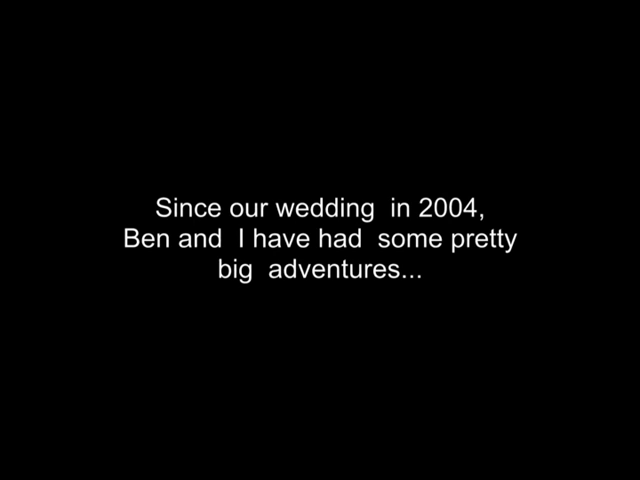 Since our wedding  in 2004,
Ben and  I have had  some pretty
big  adventures...